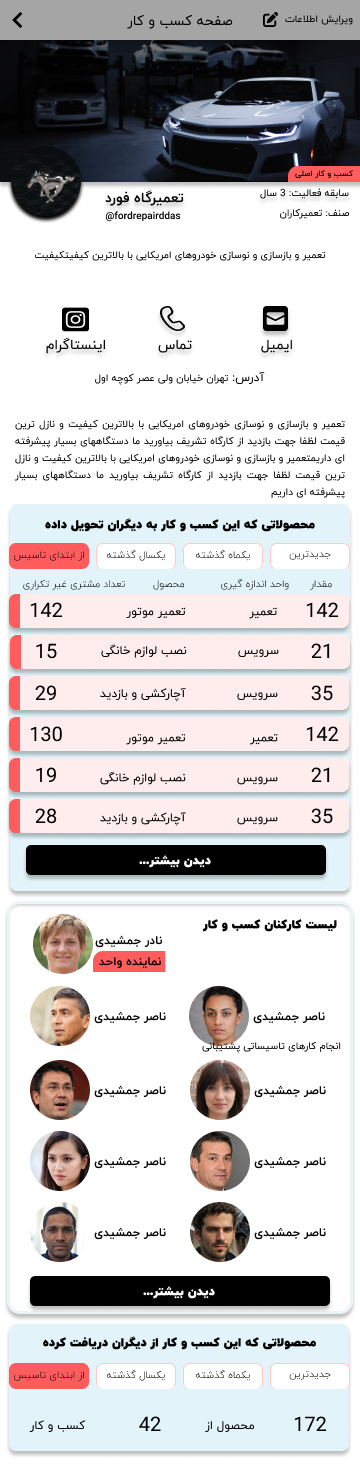 ویرایش اطلاعات
صفحه کسب و کار
کسب و کار اصلی
سابقه فعالیت: 3 سال
تعمیرگاه فورد
صنف: تعمیرکاران
@fordrepairddas
تعمیر و بازسازی و نوسازی خودروهای امریکایی با بالاترین کیفیتکیفیت
ایمیل
تماس
اینستاگرام
آدرس: تهران خیابان ولی عصر کوچه اول
تعمیر و بازسازی و نوسازی خودروهای امریکایی با بالاترین کیفیت و نازل ترین
قیمت لظفا جهت بازدید از کارگاه تشریف بیاورید ما دستگاههای بسیار پیشرفته
ای داریمتعمیر و بازسازی و نوسازی خودروهای امریکایی با بالاترین کیفیت و نازل
ترین قیمت لظفا جهت بازدید از کارگاه تشریف بیاورید ما دستگاههای بسیار
پیشرفته ای داریم
محصولاتی که این کسب و کار به دیگران تحویل داده
جدیدترین
یکماه گذشته
یکسال گذشته
از ابتدای تاسیس
مقدار
واحد اندازه گیری
محصول
تعداد مشتری غیر تکراری
142 تعمیر تعمیر موتور 142
21 سرویس نصب لوازم خانگی 15
35 سرویس آچارکشی و بازدید 29
142 تعمیر تعمیر موتور 130
21 سرویس نصب لوازم خانگی 19
35 سرویس آچارکشی و بازدید 28
دیدن بیشتر...
لیست کارکنان کسب و کار
نادر جمشیدی
نماینده واحد
ناصر جمشیدی
ناصر جمشیدی
انجام کارهای تاسیساتی پشتیبانی
ناصر جمشیدی
ناصر جمشیدی
ناصر جمشیدی
ناصر جمشیدی
ناصر جمشیدی
ناصر جمشیدی
دیدن بیشتر...
محصولاتی که این کسب و کار از دیگران دریافت کرده
جدیدترین
یکماه گذشته
یکسال گذشته
از ابتدای تاسیس
172 محصول از 42 کسب و کار